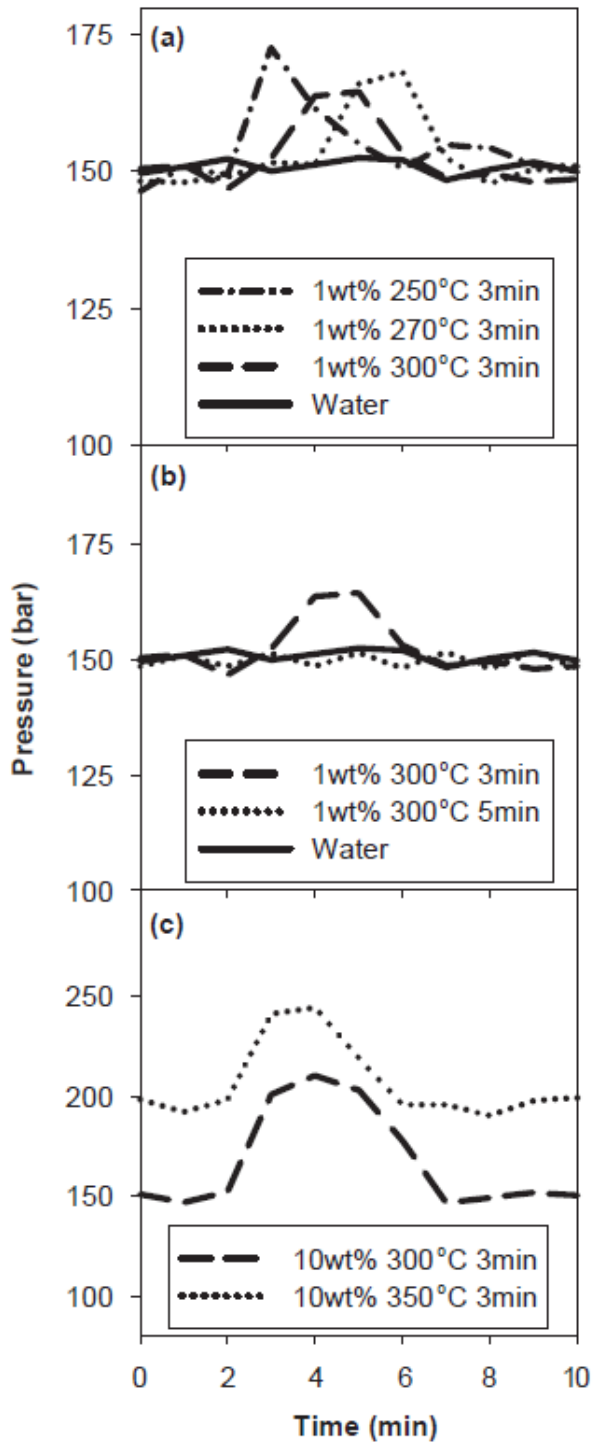 (a)
175
150
125
100
1wt% 250°C 3min
1wt% 270°C 3min
1wt% 300°C 3min
Water
(b)
175
150
125
100
1wt% 300°C 3min
1wt% 300°C 5min
Water
Pressure (bar)
(c)
250
200
150
100
10wt% 300°C 3min
10wt% 350°C 3min
0 2 4 6 8 10
Time (min)